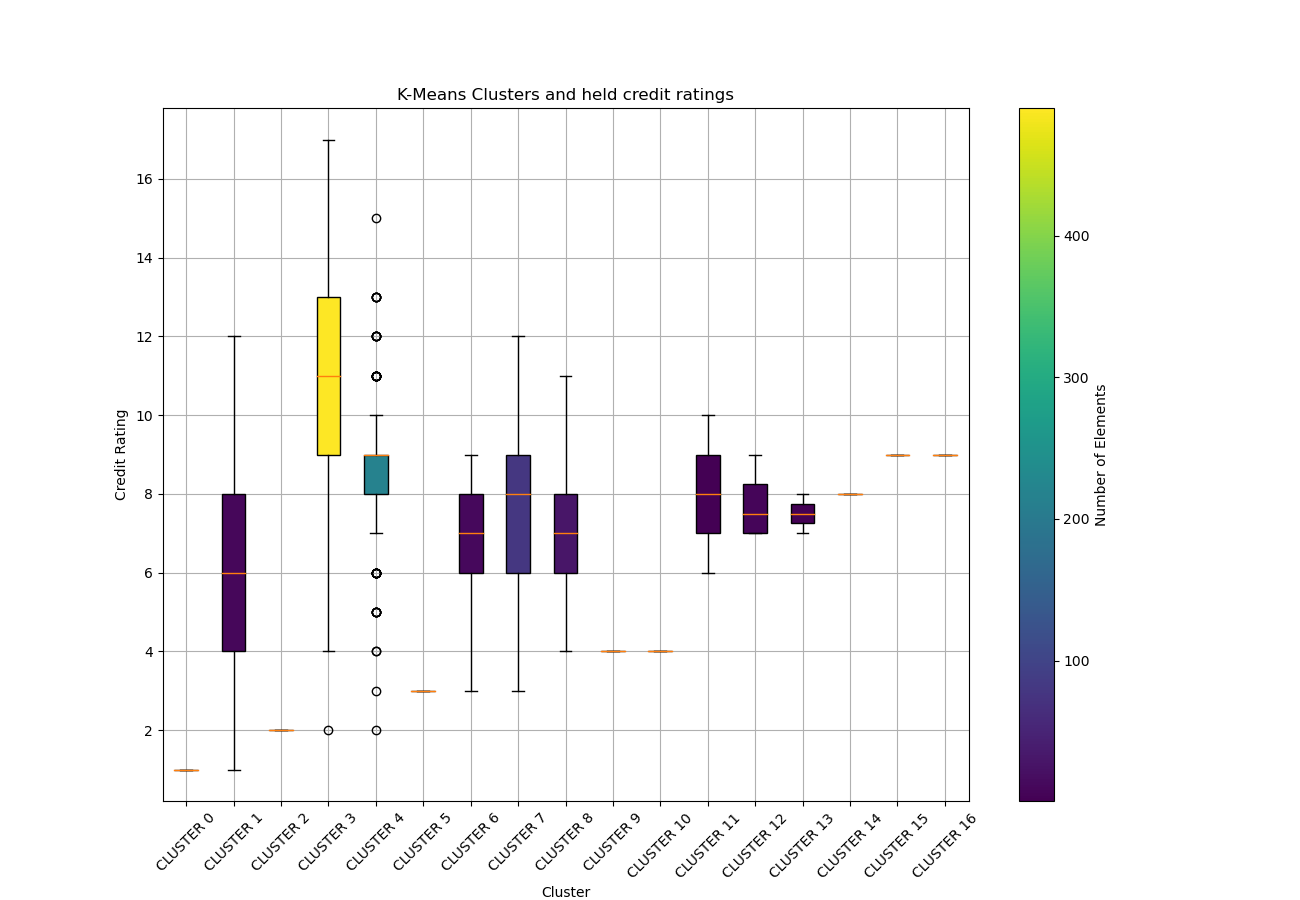 K-Means Clusters and held credit ratings
16
14
12
10
8
6
4
2
Credit Rating
CLUSTER 0
CLUSTER 1
CLUSTER 2
CLUSTER 3
CLUSTER 4
CLUSTER 5
CLUSTER 6
CLUSTER 7
CLUSTER 8
CLUSTER 9
CLUSTER 10
CLUSTER 11
CLUSTER 12
CLUSTER 13
CLUSTER 14
CLUSTER 15
CLUSTER 16
Cluster
400
300
200
100
Number of Elements